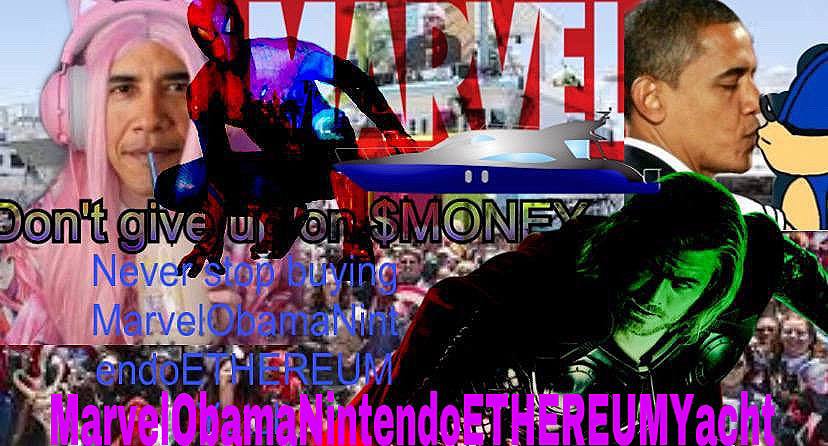 MARVEL
Don't give up on $MONEY
Never stop buying
MarvelObamaNint
endoETHEREUM
MarvelObamaNintendoETHEREUMYacht